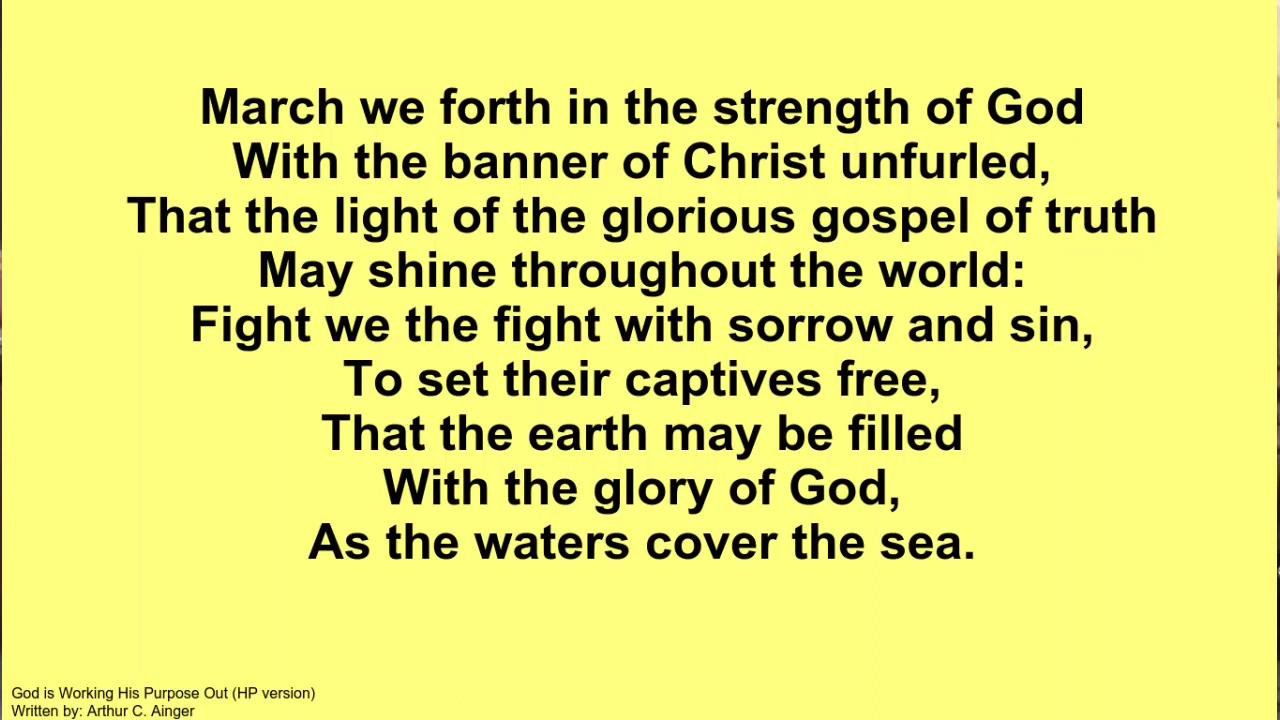 March we forth in the strength of God
With the banner of Christ unfurled,
That the light of the glorious gospel of truth
May shine throughout the world:
Fight we the fight with sorrow and sin,
To set their captives free,
That the earth may be filled
With the glory of God,
As the waters cover the sea.
God is Working His Purpose Out (HP version)
Written by: Arthur C. Ainger